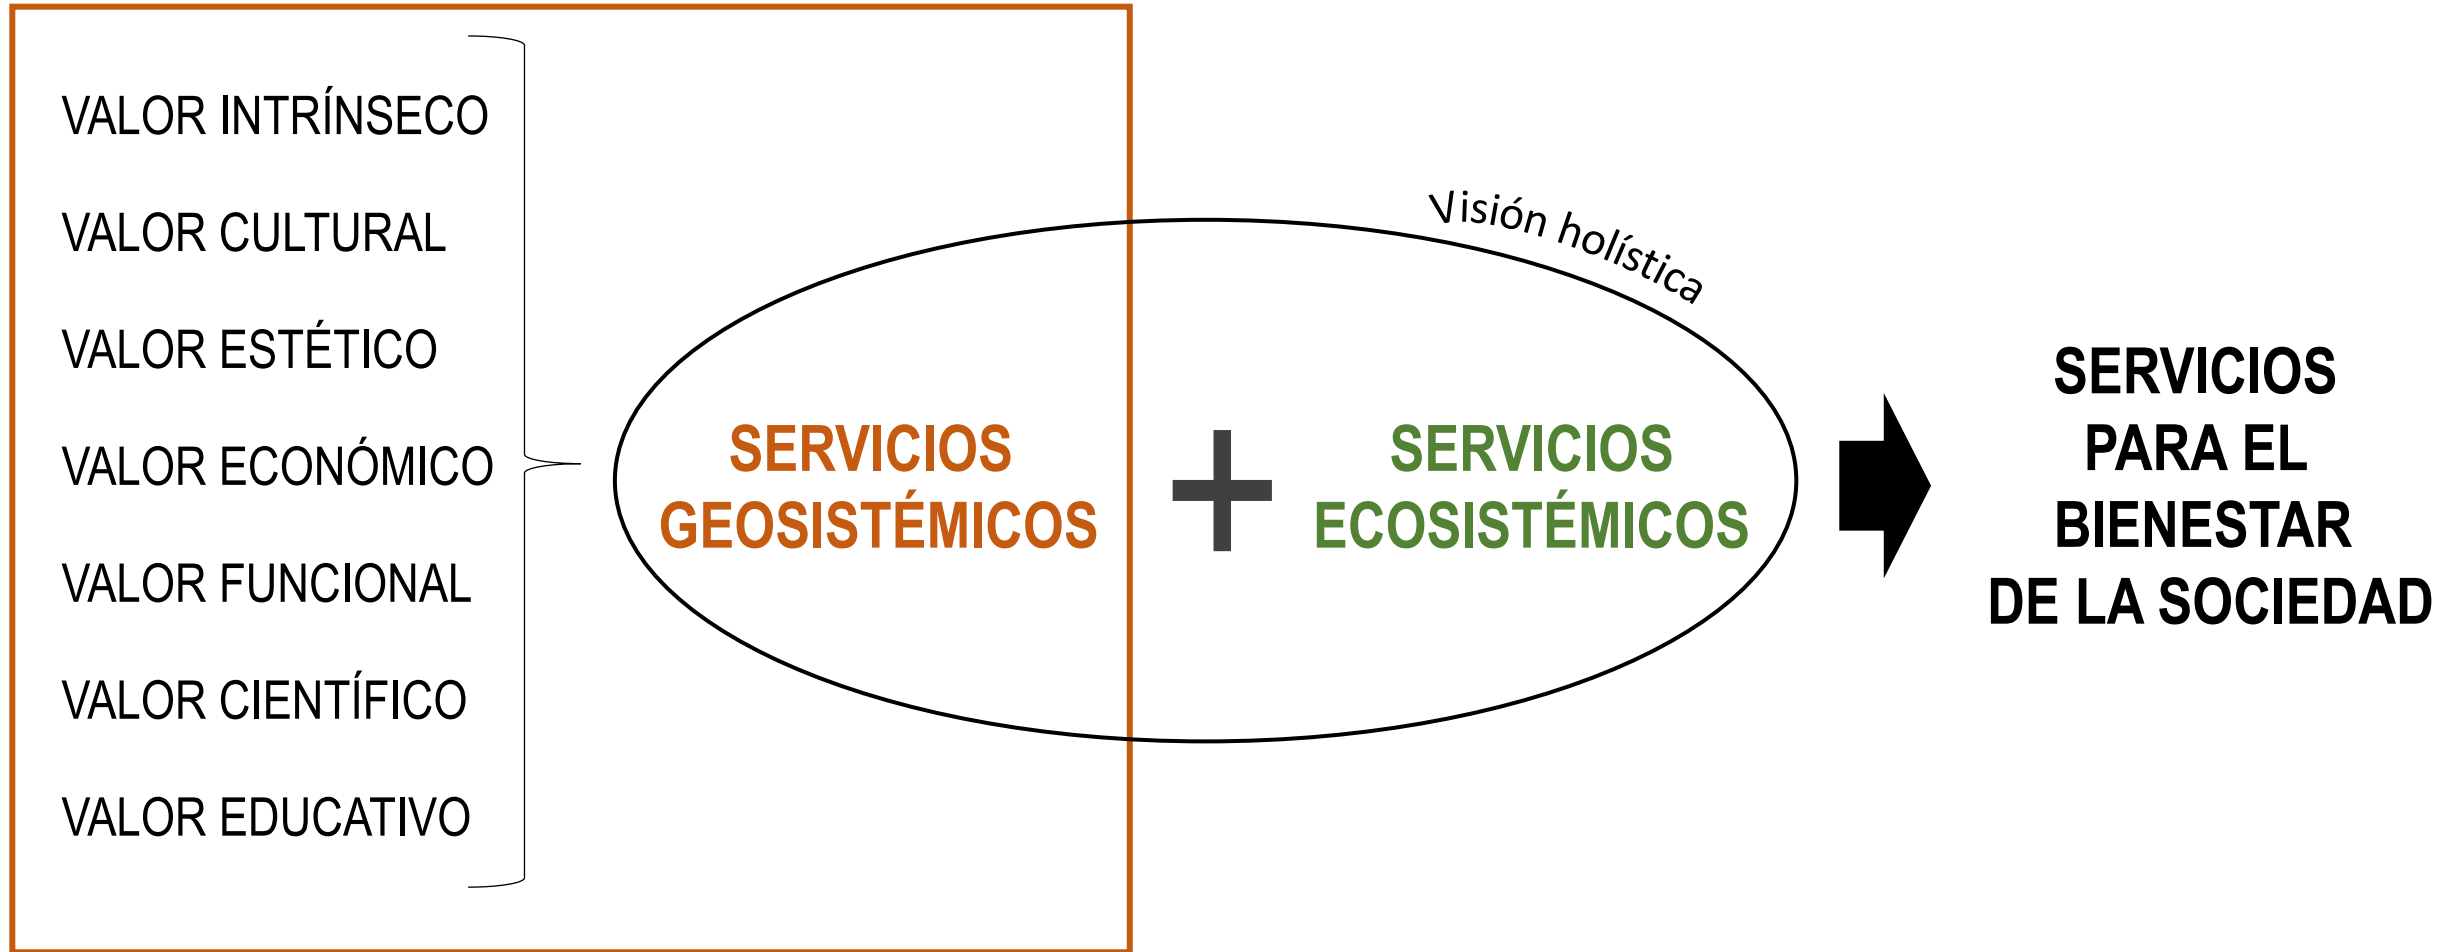 VALOR INTRÍNSECO
VALOR CULTURAL
VALOR ESTÉTICO
VALOR ECONÓMICO
VALOR FUNCIONAL
VALOR CIENTÍFICO
VALOR EDUCATIVO
SERVICIOS
GEOSISTÉMICOS
+
Visión holística
SERVICIOS
ECOSISTÉMICOS
SERVICIOS
PARA EL
BIENESTAR
DE LA SOCIEDAD